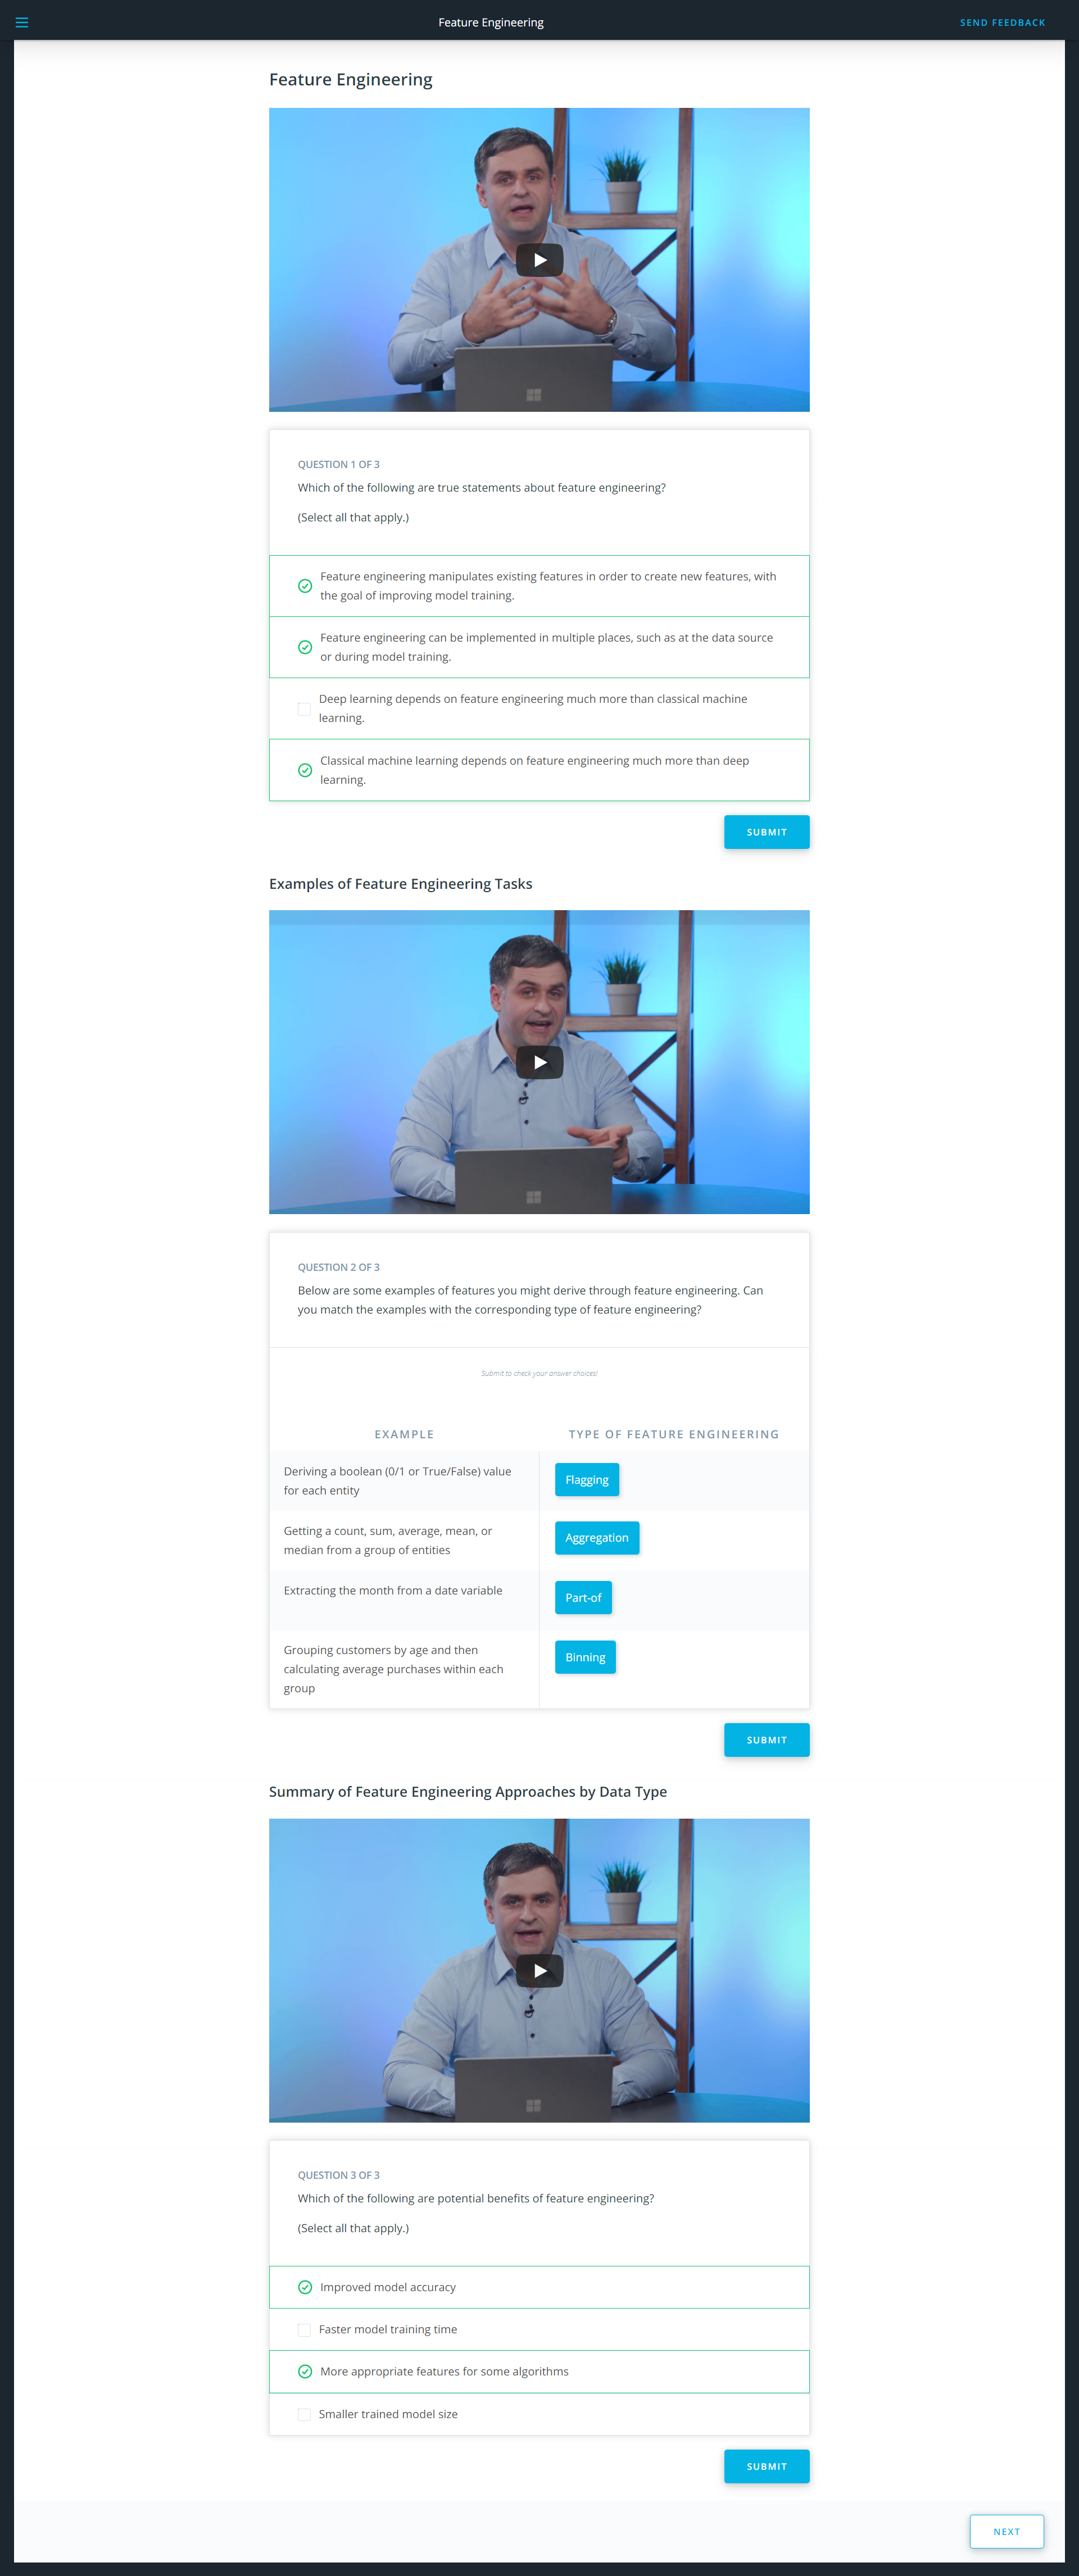 Feature Engineering
SEND FEEDBACK
Feature Engineering
QUESTION 1 OF 3
Which of the following are true statements about feature engineering?
(Select all that apply.)
Feature engineering manipulates existing features in order to create new features, with
the goal of improving model training.
Feature engineering can be implemented in multiple places, such as at the data source
or during model training.
Deep learning depends on feature engineering much more than classical machine
learning.
Classical machine learning depends on feature engineering much more than deep
learning.
SUBMIT
Examples of Feature Engineering Tasks
QUESTION 2 OF 3
Below are some examples of features you might derive through feature engineering. Can
you match the examples with the corresponding type of feature engineering?
Submit to check your answer choices!
EXAMPLE
TYPE OF FEATURE ENGINEERING
Deriving a boolean (0/1 or True/False) value
for each entity
Flagging
Getting a count, sum, average, mean, or
median from a group of entities
Aggregation
Extracting the month from a date variable
Part-of
Grouping customers by age and then
calculating average purchases within each
group
Binning
SUBMIT
Summary of Feature Engineering Approaches by Data Type
QUESTION 3 OF 3
Which of the following are potential benefits of feature engineering?
(Select all that apply.)
Improved model accuracy
Faster model training time
More appropriate features for some algorithms
Smaller trained model size
SUBMIT
NEXT